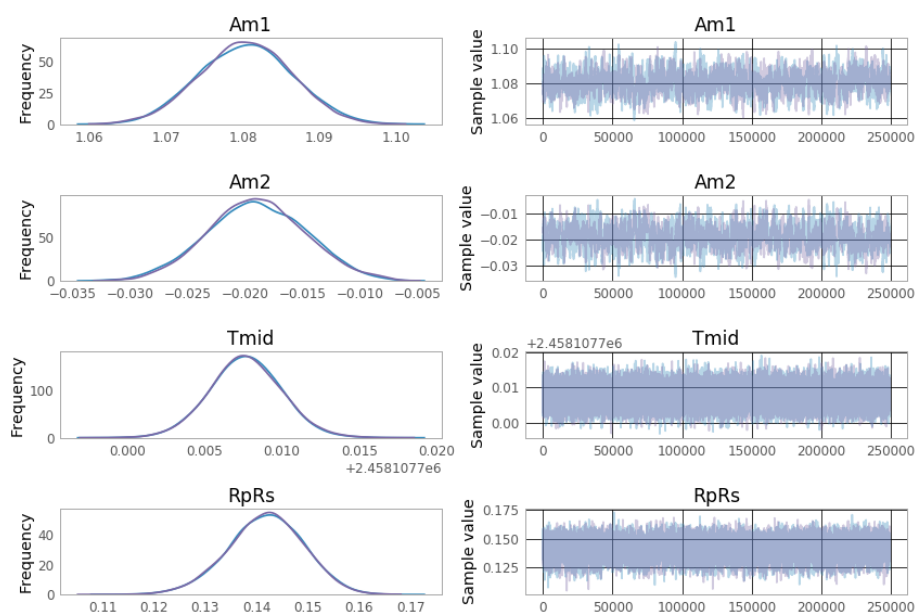 Am1
Am1
Frequency
50
25
0
1.06 1.07 1.08 1.09 1.10
Sample value
1.10
1.08
1.06
0 50000 100000 150000 200000 250000
Am2
Am2
Frequency
50
0
−0.035 −0.030 −0.025 −0.020 −0.015 −0.010 −0.005
Sample value
−0.01
−0.02
−0.03
0 50000 100000 150000 200000 250000
Tmid
Tmid
Frequency
100
0
0.000 0.005 0.010 0.015 0.020
+2.4581077e6
+2.4581077e6
Sample value
0.02
0.01
0.00
0 50000 100000 150000 200000 250000
RpRs
RpRs
Frequency
40
20
0
0.11 0.12 0.13 0.14 0.15 0.16 0.17
Sample value
0.175
0.150
0.125
0 50000 100000 150000 200000 250000